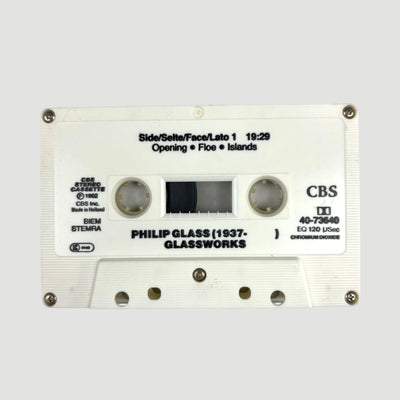 Side/Seite/Face/Lato 1 19:29
Opening • Floe • Islands
CBS
STEREO
CASSETTE
Ⓟ 1982
CBS Inc.
Made in Holland
BIEM
STEMRA
CBS
40-73640
EQ 120 µSec
CHROMIUM DIOXIDE
PHILIP GLASS (1937- )
GLASSWORKS